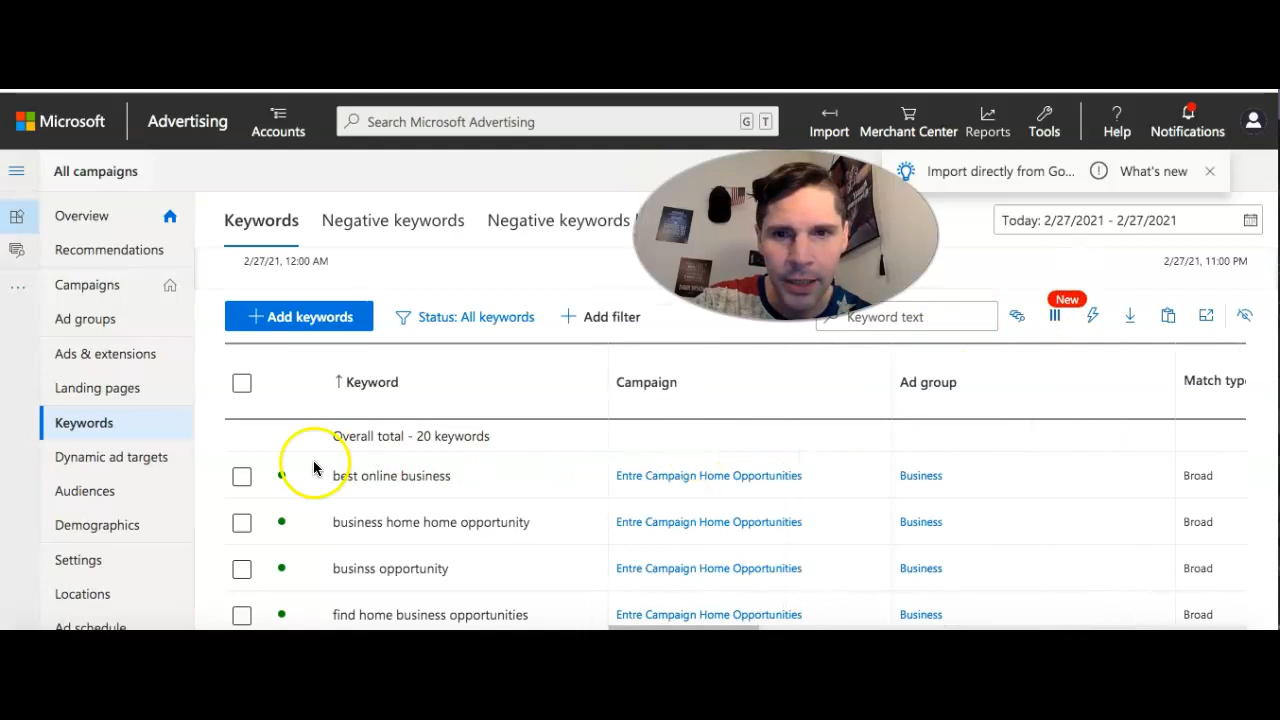 Microsoft Advertising Accounts Search Microsoft Advertising G T Import Merchant Center Reports Tools Help Notifications
All campaigns
Import directly from Go... What's new
Overview
Recommendations
Campaigns
Ad groups
Ads & extensions
Landing pages
Keywords
Dynamic ad targets
Audiences
Demographics
Settings
Locations
Ad schedule
Keywords Negative keywords Negative keywords Today: 2/27/2021 - 2/27/2021
2/27/21, 12:00 AM 2/27/21, 11:00 PM
New
+ Add keywords Status: All keywords + Add filter Keyword text
↑ Keyword Campaign Ad group Match typ
Overall total - 20 keywords
best online business Entre Campaign Home Opportunities Business Broad
business home home opportunity Entre Campaign Home Opportunities Business Broad
businss opportunity Entre Campaign Home Opportunities Business Broad
find home business opportunities Entre Campaign Home Opportunities Business Broad